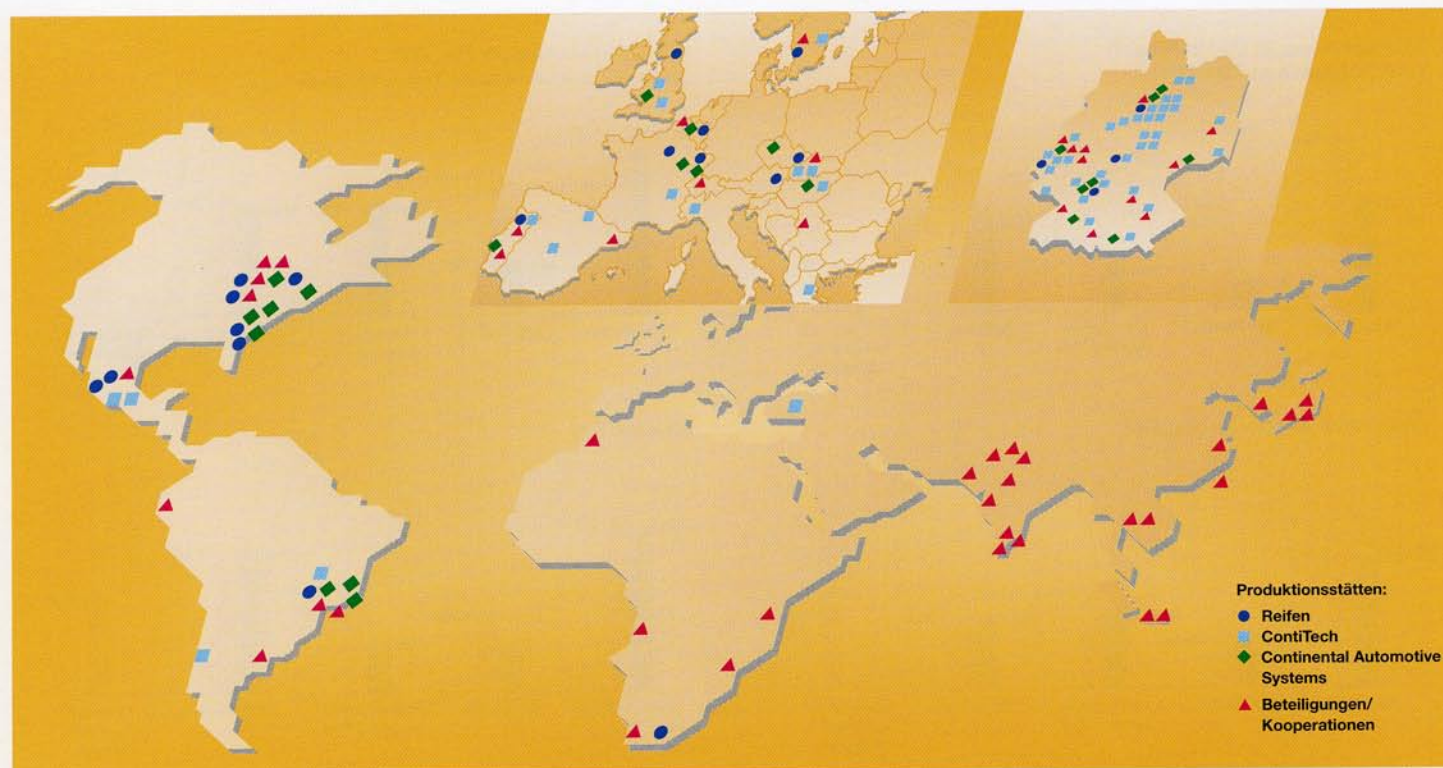 Produktionsstätten:
Reifen
ContiTech
Continental Automotive
Systems
Beteiligungen/
Kooperationen